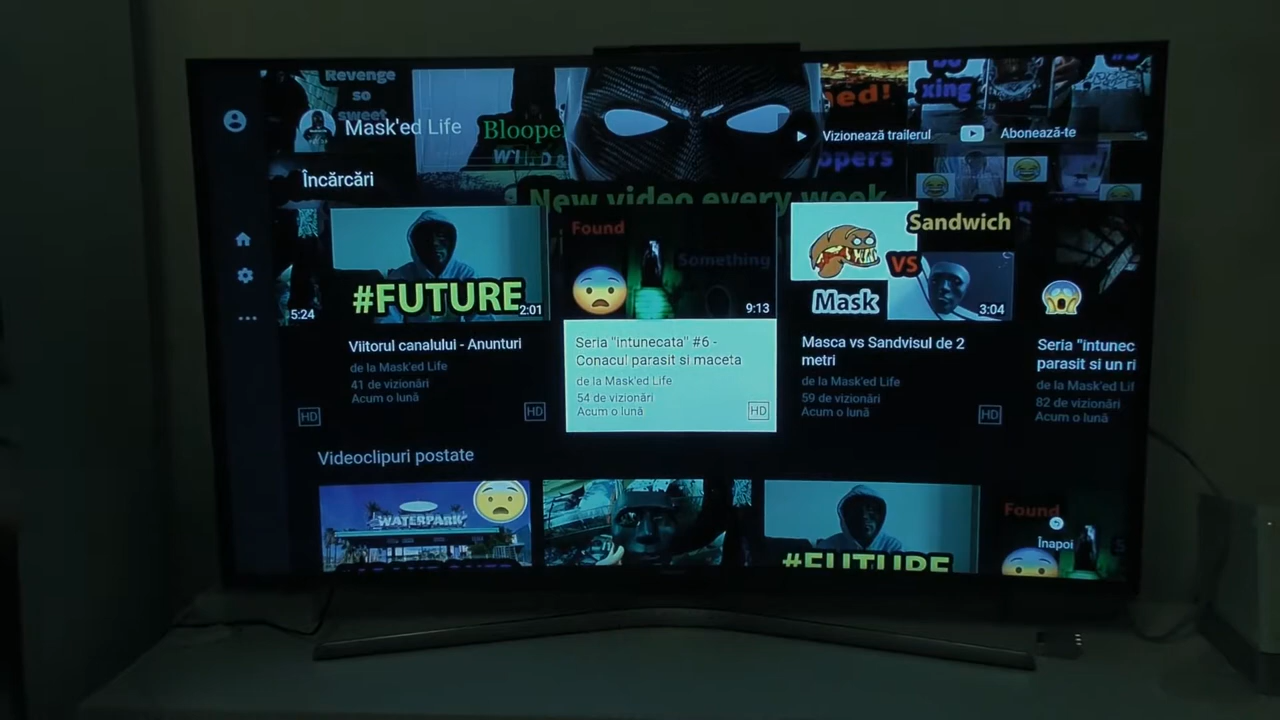 Revenge
so
sweet
Mask'ed Life
Blooper
Vizionează trailerul
Abonează-te
xing
Încărcări
New video every week
#FUTURE
2:01
5:24
Found
Something
9:13
Sandwich
VS
Mask
3:04
Viitorul canalului - Anunturi
de la Mask'ed Life
41 de vizionări
Acum o lună
HD
HD
Seria "intunecata" #6 -
Conacul parasit si maceta
de la Mask'ed Life
54 de vizionări
Acum o lună
HD
Masca vs Sandvisul de 2
metri
de la Mask'ed Life
59 de vizionări
Acum o lună
HD
Seria "intunec
parasit si un ri
de la Mask'ed Lif
82 de vizionări
Acum o lună
Videoclipuri postate
WATERPARK
#FUTURE
Found
Înapoi